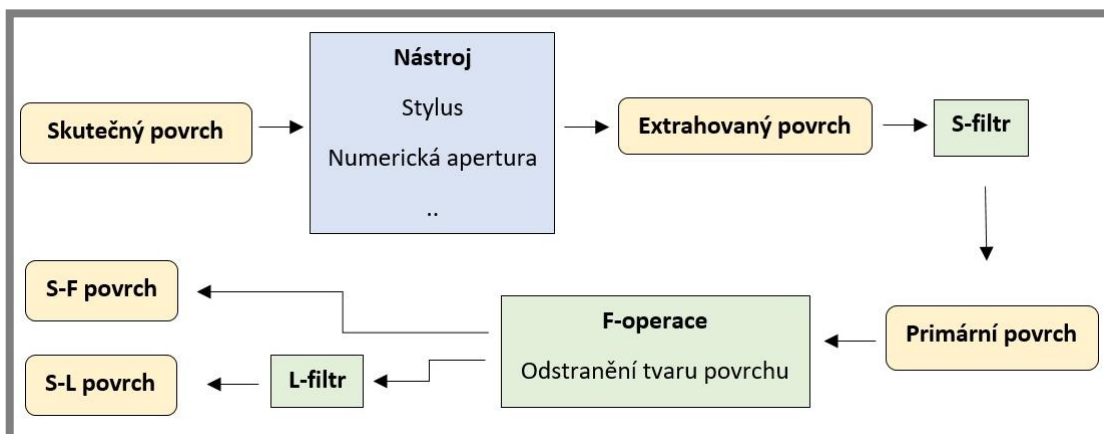 Skutečný povrch
Nástroj
Stylus
Numerická apertura
..
Extrahovaný povrch
S-filtr
Primární povrch
F-operace
Odstranění tvaru povrchu
S-F povrch
L-filtr
S-L povrch